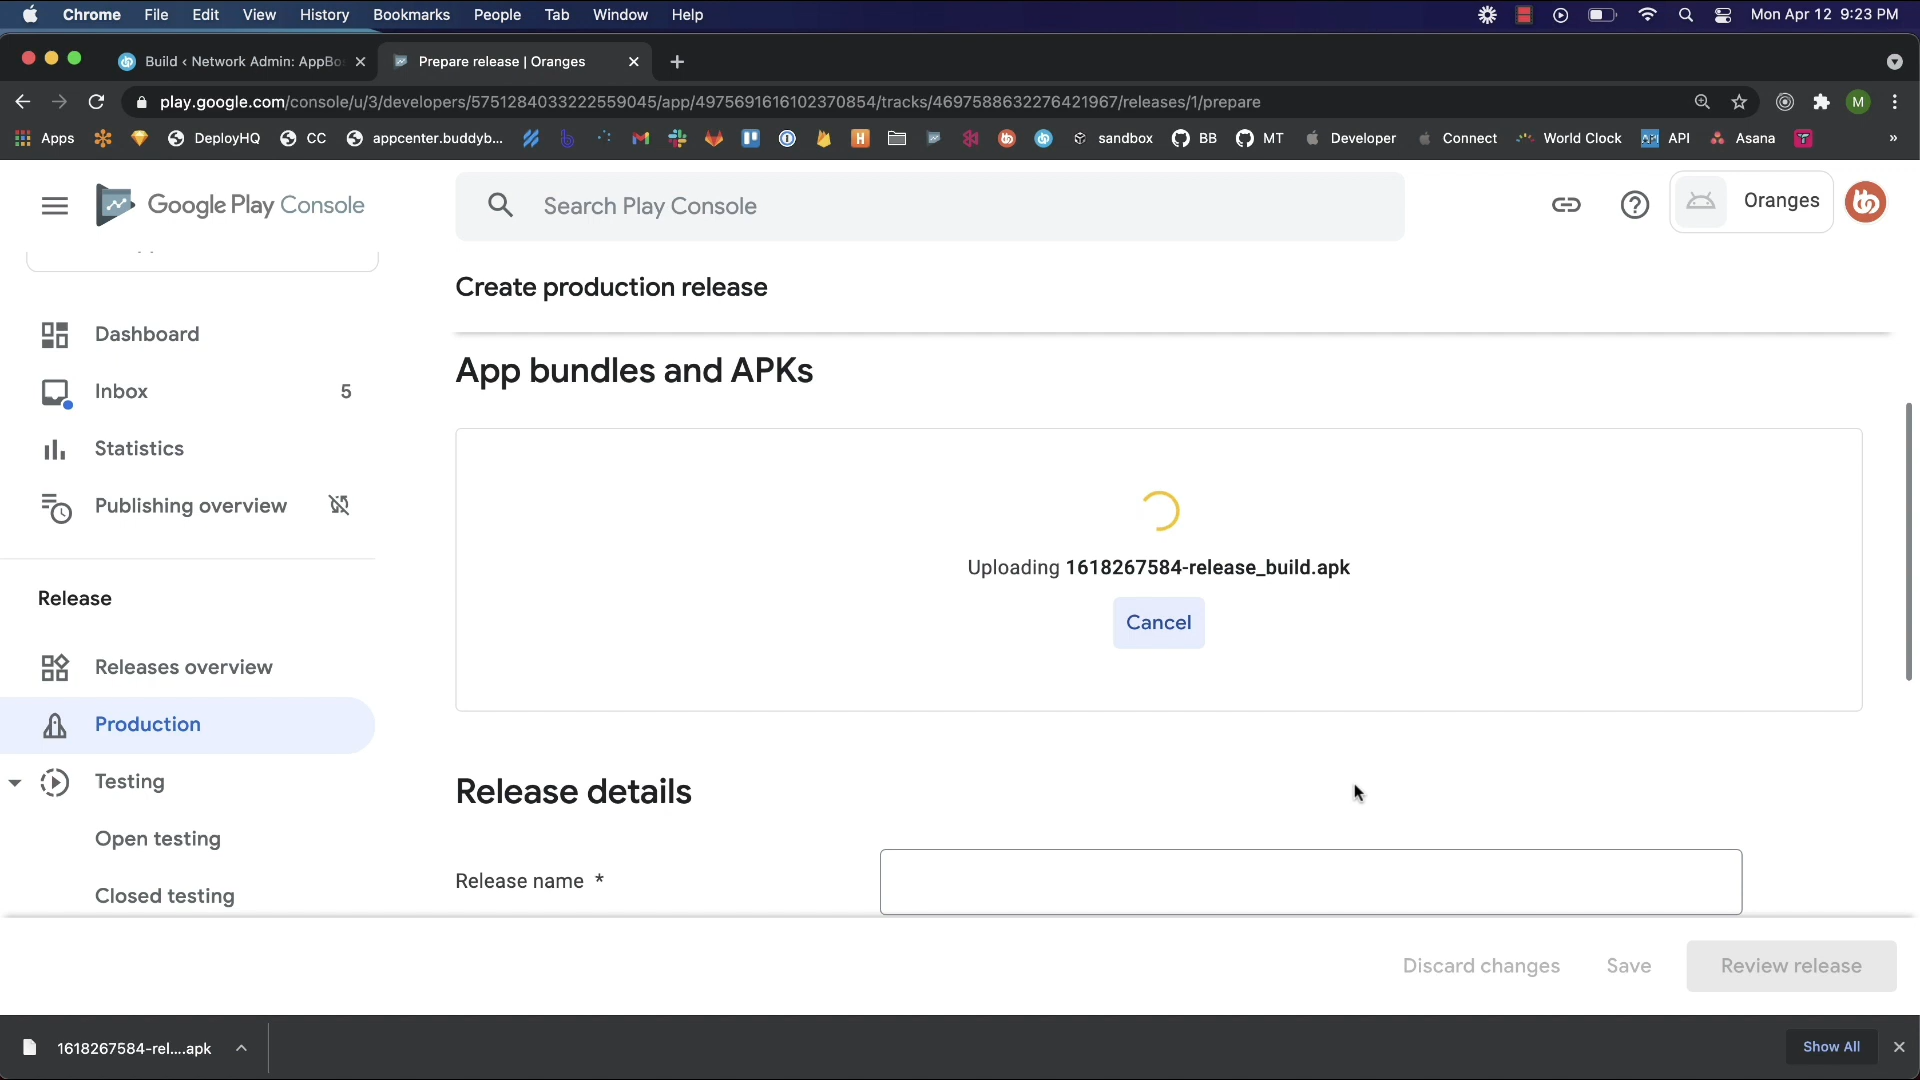 Chrome File Edit View History Bookmarks People Tab Window Help Mon Apr 12 9:23 PM
Build < Network Admin: AppBo Prepare release | Oranges
play.google.com/console/u/3/developers/5751284033222559045/app/4975691616102370854/tracks/4697588632276421967/releases/1/prepare M
Apps DeployHQ CC appcenter.buddyb... sandbox BB MT Developer Connect World Clock API Asana »
Google Play Console Search Play Console Oranges
Create production release
Dashboard
App bundles and APKs
Inbox 5
Statistics
Publishing overview
Uploading 1618267584-release_build.apk
Cancel
Release
Releases overview
Production
Testing
Release details
Open testing
Release name *
Closed testing
Discard changes Save Review release
1618267584-rel....apk Show All